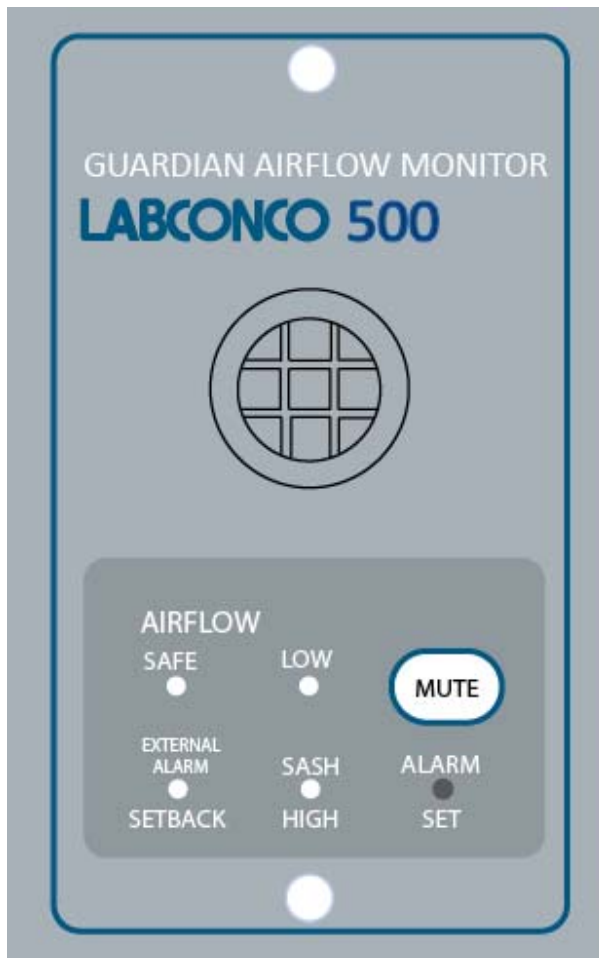 GUARDIAN AIRFLOW MONITOR
LABCONCO 500
AIRFLOW
SAFE
LOW
MUTE
EXTERNAL
ALARM
SETBACK
SASH
HIGH
ALARM
SET